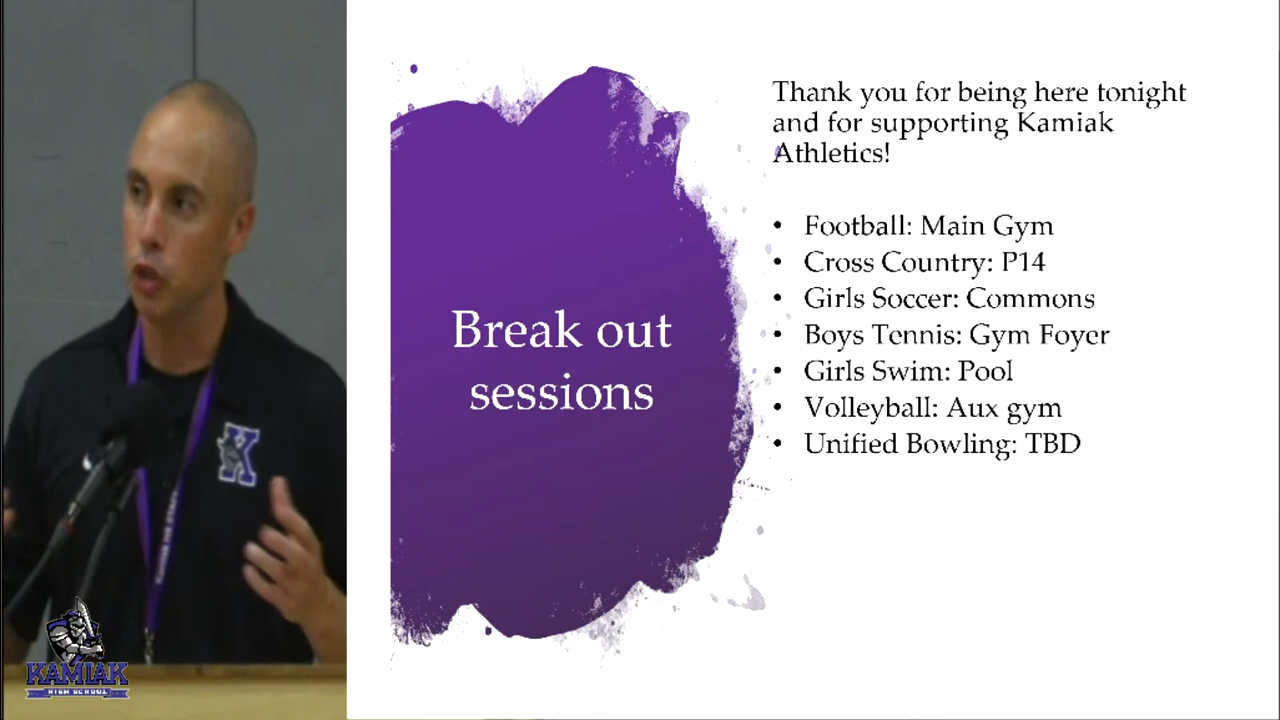 Thank you for being here tonight
and for supporting Kamiak
Athletics!
Break out
sessions
• Football: Main Gym
• Cross Country: P14
• Girls Soccer: Commons
• Boys Tennis: Gym Foyer
• Girls Swim: Pool
• Volleyball: Aux gym
• Unified Bowling: TBD
K
KAMIAK
HIGH SCHOOL